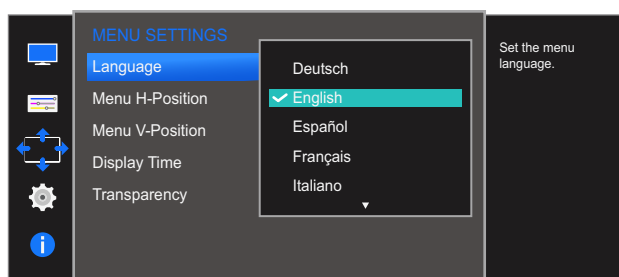 MENU SETTINGS
Language
Menu H-Position
Menu V-Position
Display Time
Transparency
Deutsch
English
Español
Français
Italiano
Set the menu
language.